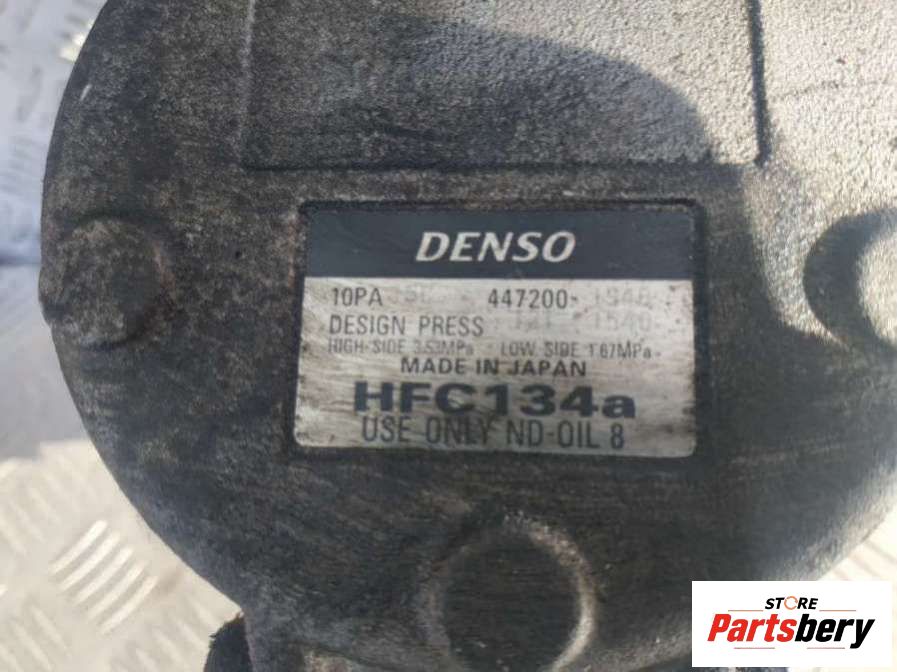 DENSO
10PA
447200-
DESIGN PRESS
HIGH-SIDE 3.53MPa - LOW SIDE 1.67MPa
MADE IN JAPAN
HFC134a
USE ONLY ND-OIL 8
STORE
Partsbery